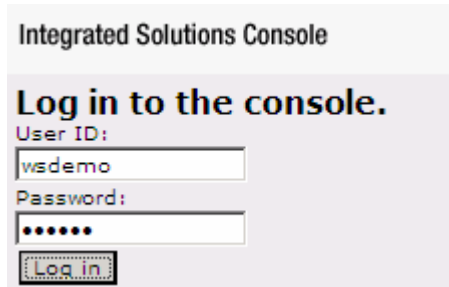 Integrated Solutions Console
Log in to the console.
User ID:
wsdemo
Password:
••••••
Log in